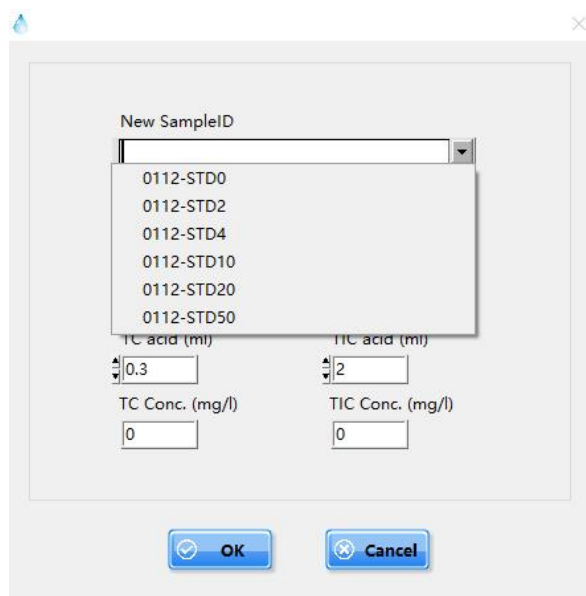 New SampleID
0112-STD0
0112-STD2
0112-STD4
0112-STD10
0112-STD20
0112-STD50
TC acid (ml) TIC acid (ml)
0.3 2
TC Conc. (mg/l) TIC Conc. (mg/l)
0 0
OK Cancel